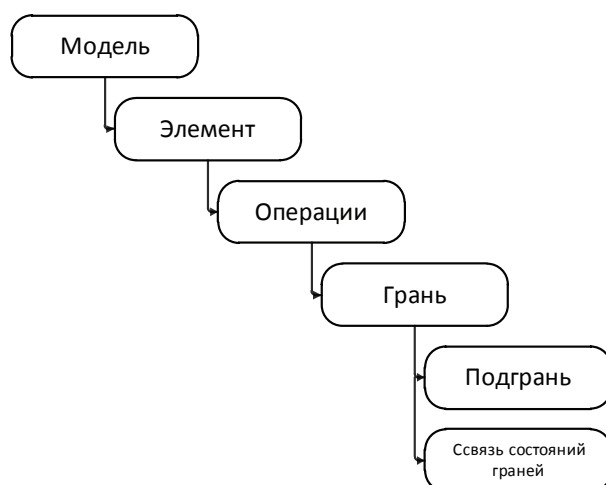 Модель
Элемент
Операции
Грань
Подгрань
Ссвязь состояний
граней